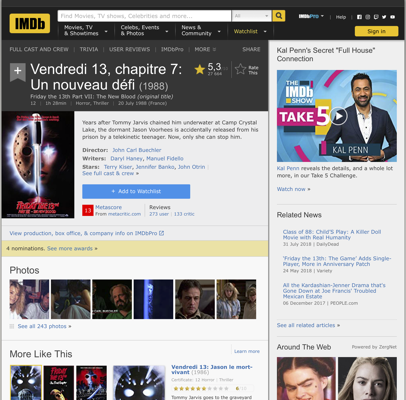 IMDb
Find Movies, TV shows, Celebrities and more...
All
IMDbPro
Help
Movies, TV & Showtimes
Celebs, Events & Photos
News & Community
Watchlist
Sign in
FULL CAST AND CREW | TRIVIA | USER REVIEWS | IMDbPro | MORE
SHARE
Vendredi 13, chapitre 7:
Un nouveau défi (1988)
5,3
Rate This
Friday the 13th Part VII: The New Blood (original title)
12 | 1h 28min | Horror, Thriller | 20 July 1988 (France)
Years after Tommy Jarvis chained him underwater at Camp Crystal
Lake, the dormant Jason Voorhees is accidentally released from his
prison by a telekinetic teenager. Now, only she can stop him.
Director: John Carl Buechler
Writers: Daryl Haney, Manuel Fidello
Stars: Terry Kiser, Jennifer Banko, John Otrin
See full cast & crew »
+ Add to Watchlist
13
Metascore
From metacritic.com
Reviews
273 user | 133 critic
View production, box office, & company info on IMDbPro
4 nominations. See more awards »
Photos
See all 243 photos »
More Like This
Learn more
Vendredi 13: Jason le mort-
vivant (1986)
Certificate: 12 Horror | Thriller
Tommy Jarvis goes to the graveyard
Kal Penn's Secret "Full House"
Connection
THE
IMDb
SHOW
TAKE 5
KAL PENN
Kal Penn reveals the details, and a whole lot
more, in our Take 5 Challenge.
Watch now »
Related News
Class of 88: Child'S Play: A Killer Doll
Movie with Real Humanity
31 July 2018 | DailyDead
'Friday the 13th: The Game' Adds Single-
Player, More in Anniversary Patch
24 May 2018 | Variety
All the Kardashian-Jenner Drama that's
Gone Down at Joe Francis' Troubled
Mexican Estate
06 December 2017 | PEOPLE.com
See all related articles »
Around The Web
Powered by ZergNet